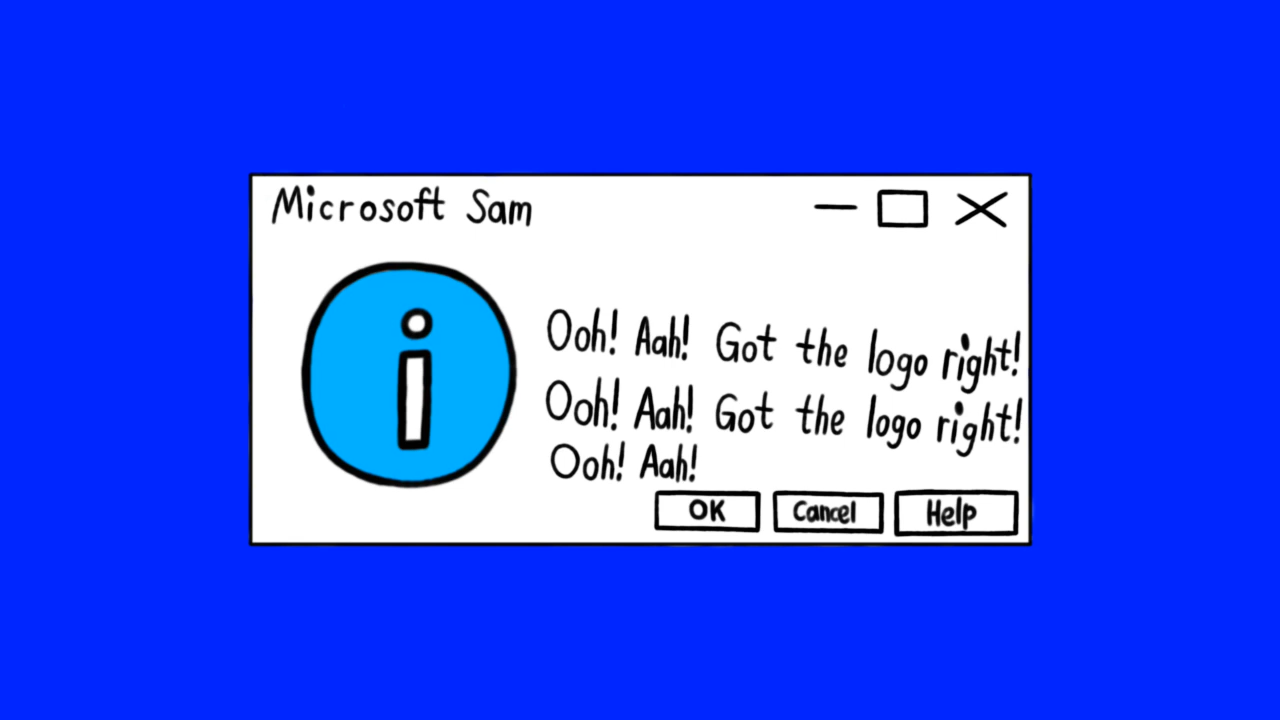 Microsoft Sam
i
Ooh! Aah! Got the logo right!
Ooh! Aah! Got the logo right!
Ooh! Aah!
OK Cancel Help